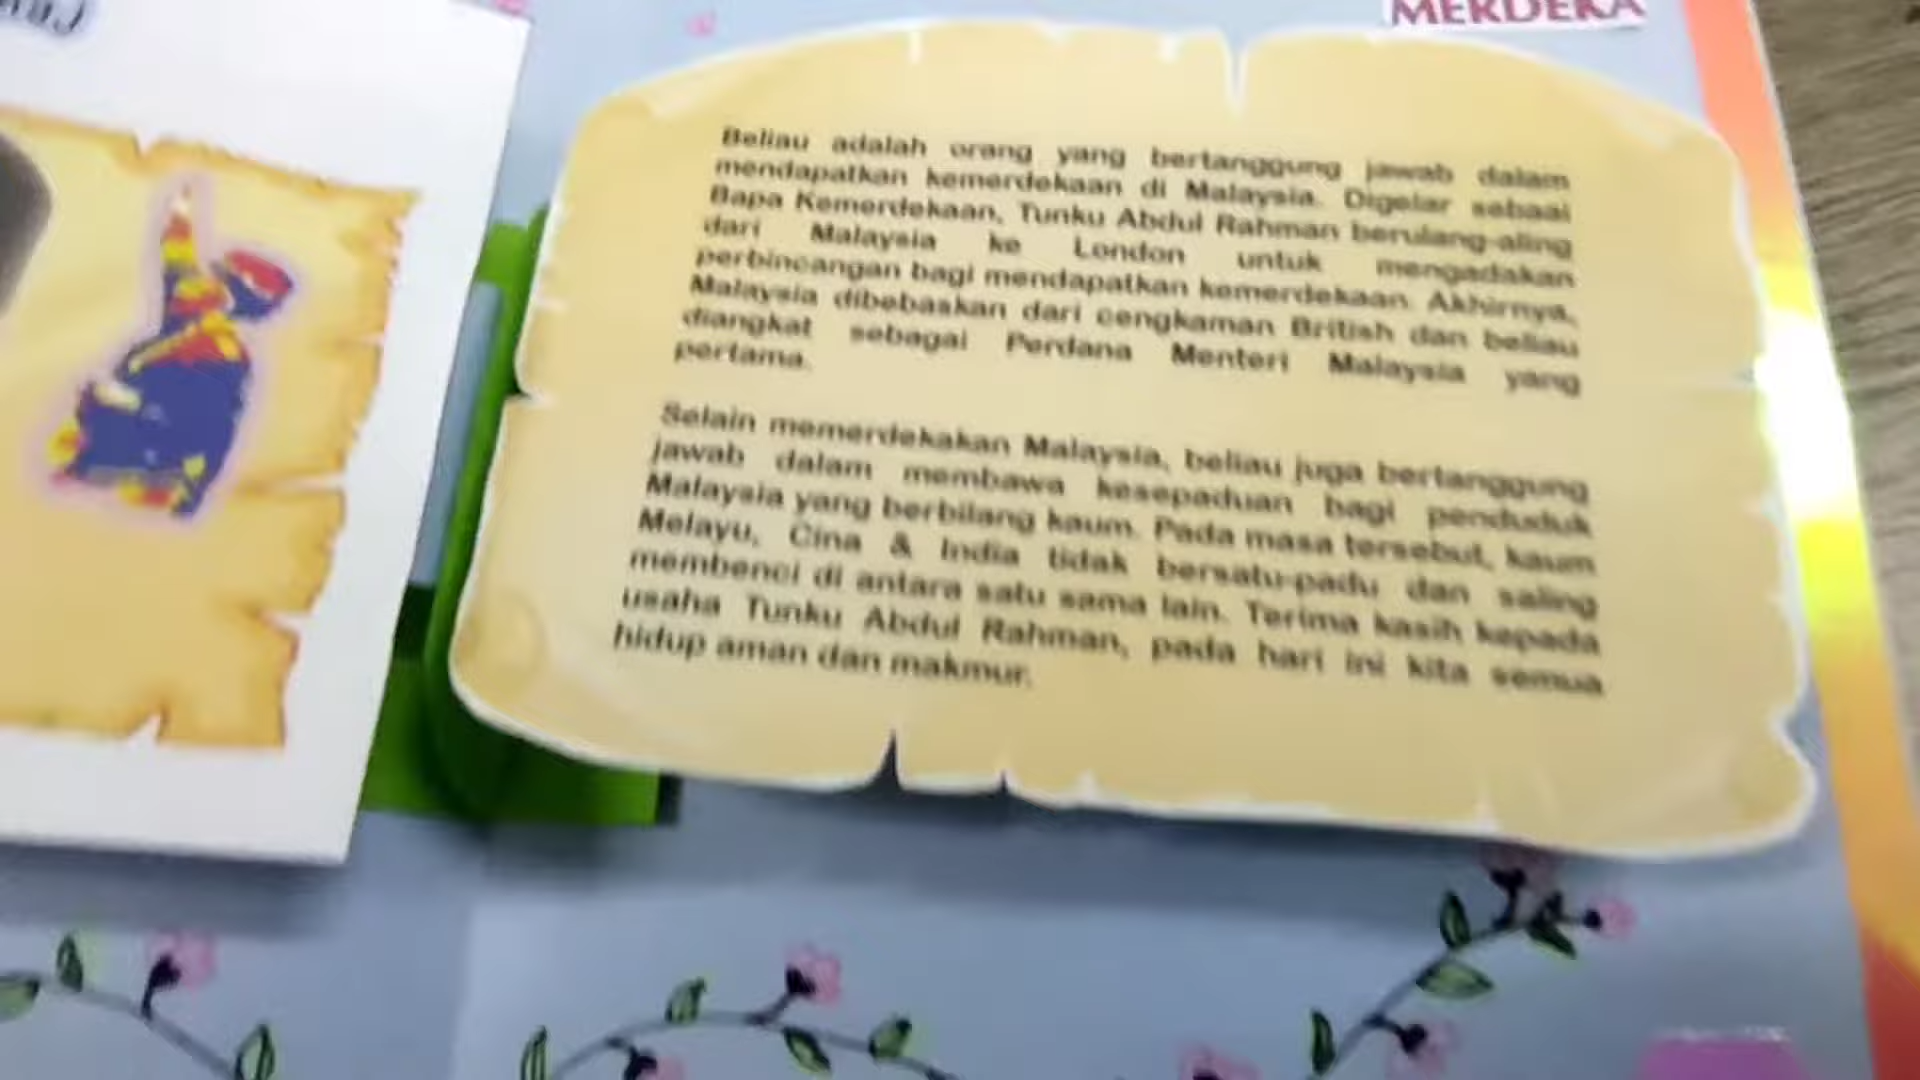 MERDEKA
Beliau adalah orang yang bertanggung jawab dalam
mendapatkan kemerdekaan di Malaysia. Digelar sebaai
Bapa Kemerdekaan, Tunku Abdul Rahman berulang-aling
dari Malaysia ke London untuk mengadakan
perbincangan bagi mendapatkan kemerdekaan. Akhirnya,
Malaysia dibebaskan dari cengkaman British dan beliau
diangkat sebagai Perdana Menteri Malaysia yang
pertama.
Selain memerdekakan Malaysia, beliau juga bertanggung
jawab dalam membawa kesepaduan bagi penduduk
Malaysia yang berbilang kaum. Pada masa tersebut, kaum
Melayu, Cina & India tidak bersatu-padu dan saling
membenci di antara satu sama lain. Terima kasih kepada
usaha Tunku Abdul Rahman, pada hari ini kita semua
hidup aman dan makmur.